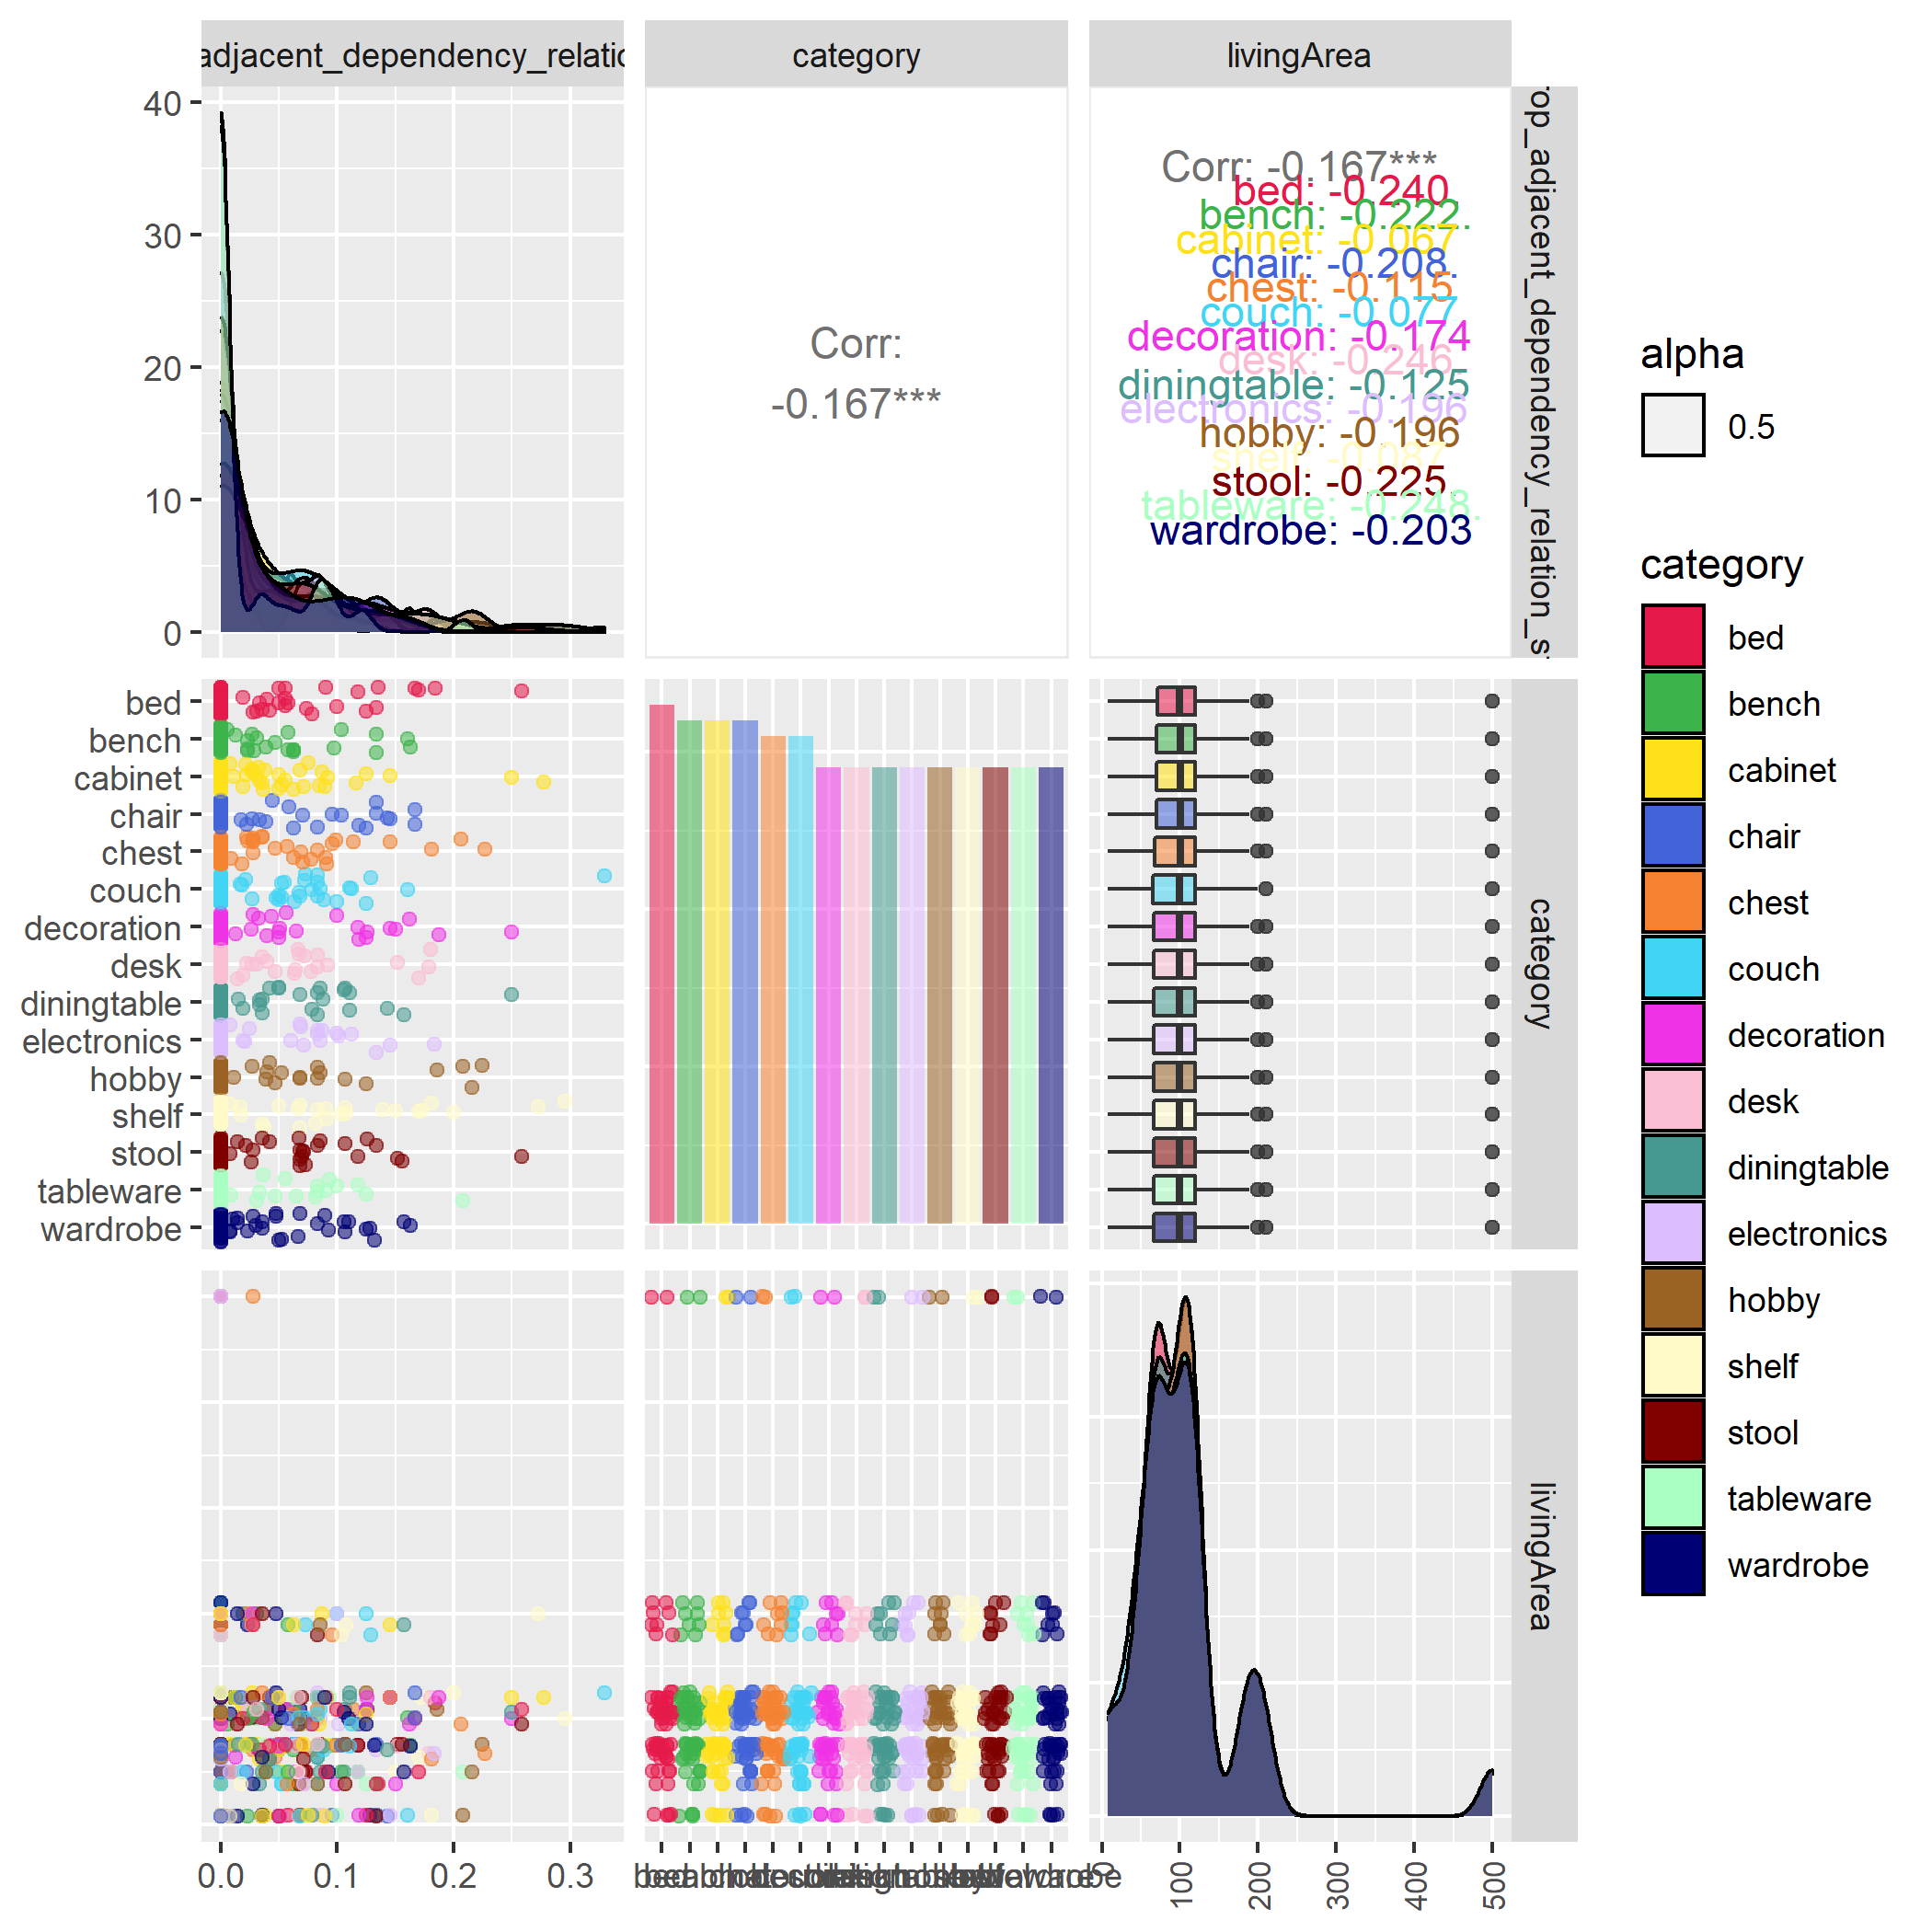 adjacent_dependency_relatio
category
livingArea
40
30
20
10
0
Corr:
-0.167***
Corr: -0.167***
bed: -0.240.
bench: -0.222.
cabinet: -0.067
chair: -0.208.
chest: -0.115
couch: -0.077
decoration: -0.174
desk: -0.246.
diningtable: -0.125
electronics: -0.196
hobby: -0.196
shelf: -0.087
stool: -0.225.
tableware: -0.248.
wardrobe: -0.203
rop_adjacent_dependency_relation_s
bed
bench
cabinet
chair
chest
couch
decoration
desk
diningtable
electronics
hobby
shelf
stool
tableware
wardrobe
category
livingArea
0.0
0.1
0.2
0.3
0
100
200
300
400
500
alpha
0.5
category
bed
bench
cabinet
chair
chest
couch
decoration
desk
diningtable
electronics
hobby
shelf
stool
tableware
wardrobe